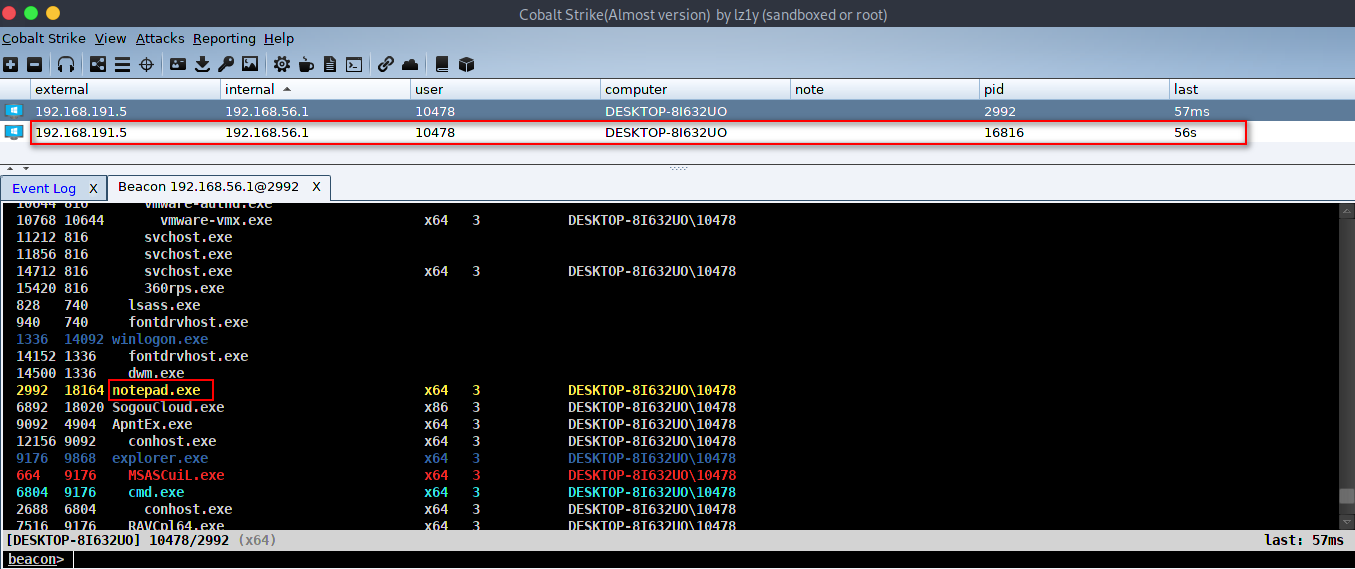 Cobalt Strike(Almost version) by lz1y (sandboxed or root)
Cobalt Strike View Attacks Reporting Help
external internal user computer note pid last
192.168.191.5 192.168.56.1 10478 DESKTOP-8I632UO 2992 57ms
192.168.191.5 192.168.56.1 10478 DESKTOP-8I632UO 16816 56s
Event Log X Beacon 192.168.56.1@2992 X
10644 816 vmware-authd.exe
10768 10644 vmware-vmx.exe x64 3 DESKTOP-8I632UO\10478
11212 816 svchost.exe
11856 816 svchost.exe
14712 816 svchost.exe x64 3 DESKTOP-8I632UO\10478
15420 816 360rps.exe
828 740 lsass.exe
940 740 fontdrvhost.exe
1336 14092 winlogon.exe
14152 1336 fontdrvhost.exe
14500 1336 dwm.exe
2992 18164 notepad.exe x64 3 DESKTOP-8I632UO\10478
6892 18020 SogouCloud.exe x86 3 DESKTOP-8I632UO\10478
9092 4904 ApntEx.exe x64 3 DESKTOP-8I632UO\10478
12156 9092 conhost.exe x64 3 DESKTOP-8I632UO\10478
9176 9868 explorer.exe x64 3 DESKTOP-8I632UO\10478
664 9176 MSASCuiL.exe x64 3 DESKTOP-8I632UO\10478
6804 9176 cmd.exe x64 3 DESKTOP-8I632UO\10478
2688 6804 conhost.exe x64 3 DESKTOP-8I632UO\10478
7516 9176 RAVCpl64.exe x64 3 DESKTOP-8I632UO\10478
[DESKTOP-8I632UO] 10478/2992 (x64) last: 57ms
beacon>